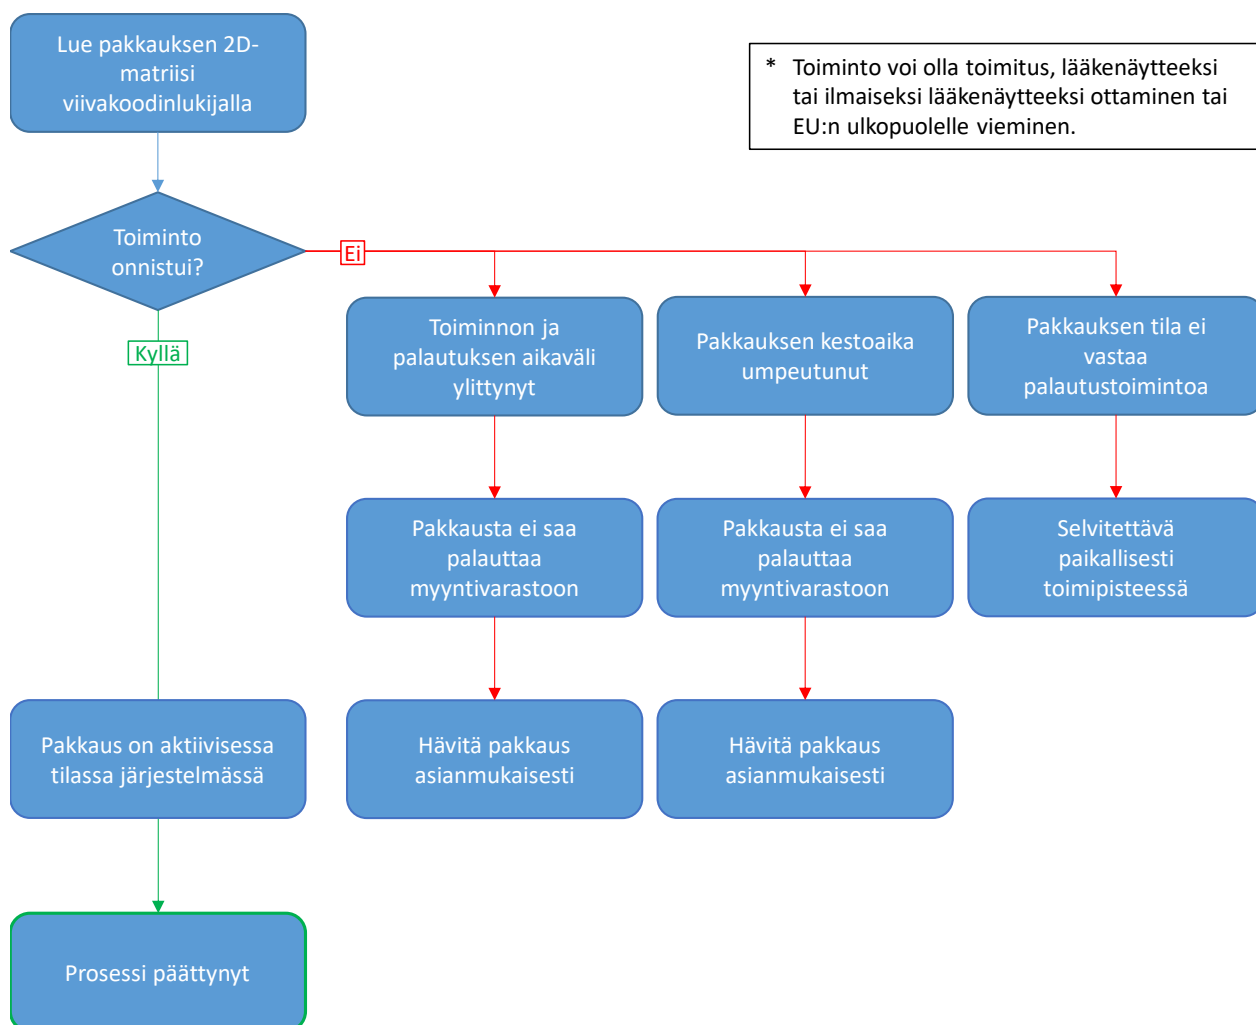 Lue pakkauksen 2D-
matriisi
viivakoodinlukijalla
* Toiminto voi olla toimitus, lääkenäytteeksi
tai ilmaiseksi lääkenäytteeksi ottaminen tai
EU:n ulkopuolelle vieminen.
Toiminto
onnistui?
Ei
Kyllä
Toiminnon ja
palautuksen aikaväli
ylittynyt
Pakkauksen kestoaika
umpeutunut
Pakkauksen tila ei
vastaa
palautustoimintoa
Pakkausta ei saa
palauttaa
myyntivarastoon
Pakkausta ei saa
palauttaa
myyntivarastoon
Selvitettävä
paikallisesti
toimipisteessä
Pakkaus on aktiivisessa
tilassa järjestelmässä
Hävitä pakkaus
asianmukaisesti
Hävitä pakkaus
asianmukaisesti
Prosessi päättynyt